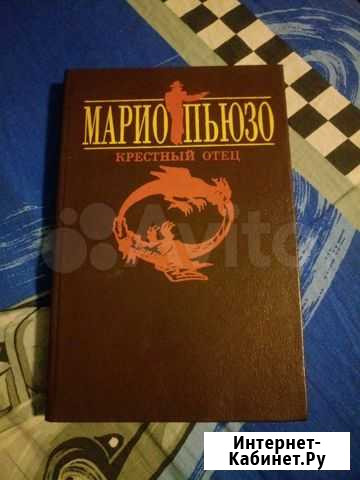 МАРИО ПЬЮЗО
КРЕСТНЫЙ ОТЕЦ
Avito
Интернет-
Кабинет.Ру